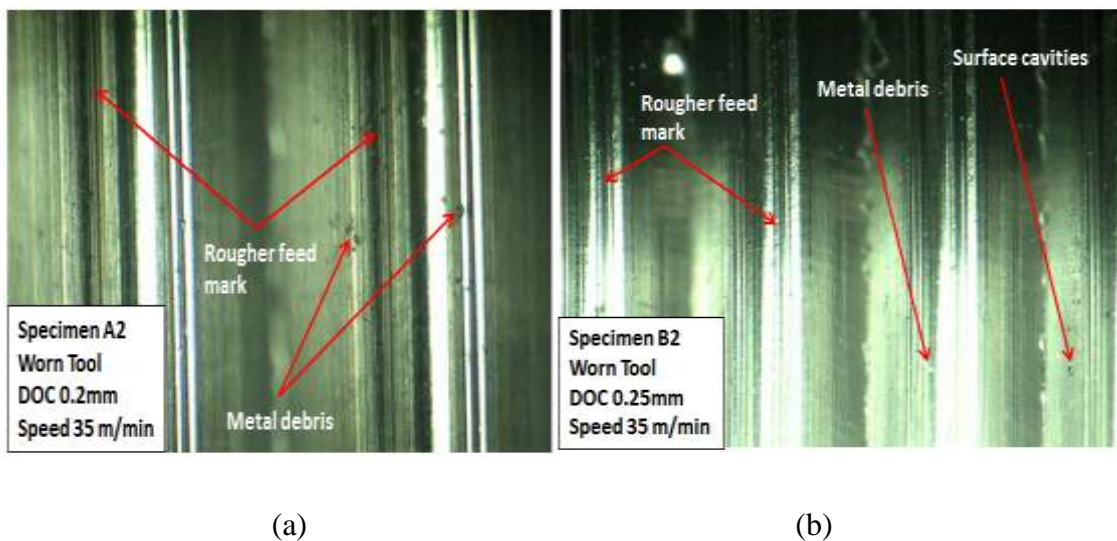 Rougher feed
mark
Metal debris
Specimen A2
Worn Tool
DOC 0.2mm
Speed 35 m/min
Surface cavities
Metal debris
Rougher feed
mark
Specimen B2
Worn Tool
DOC 0.25mm
Speed 35 m/min
(a)
(b)